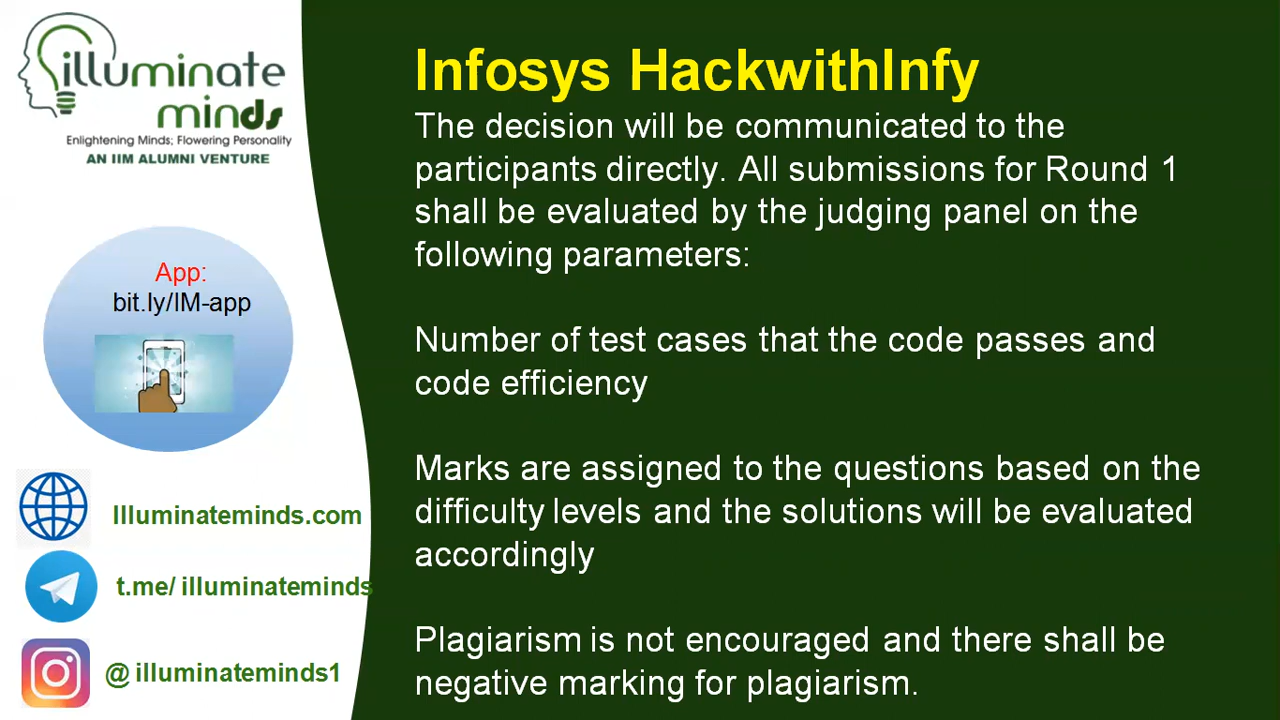 illuminate
minds
Enlightening Minds; Flowering Personality
AN IIM ALUMNI VENTURE
App:
bit.ly/IM-app
Illuminateminds.com
t.me/ illuminateminds
@ illuminateminds1
Infosys HackwithInfy
The decision will be communicated to the
participants directly. All submissions for Round 1
shall be evaluated by the judging panel on the
following parameters:
Number of test cases that the code passes and
code efficiency
Marks are assigned to the questions based on the
difficulty levels and the solutions will be evaluated
accordingly
Plagiarism is not encouraged and there shall be
negative marking for plagiarism.